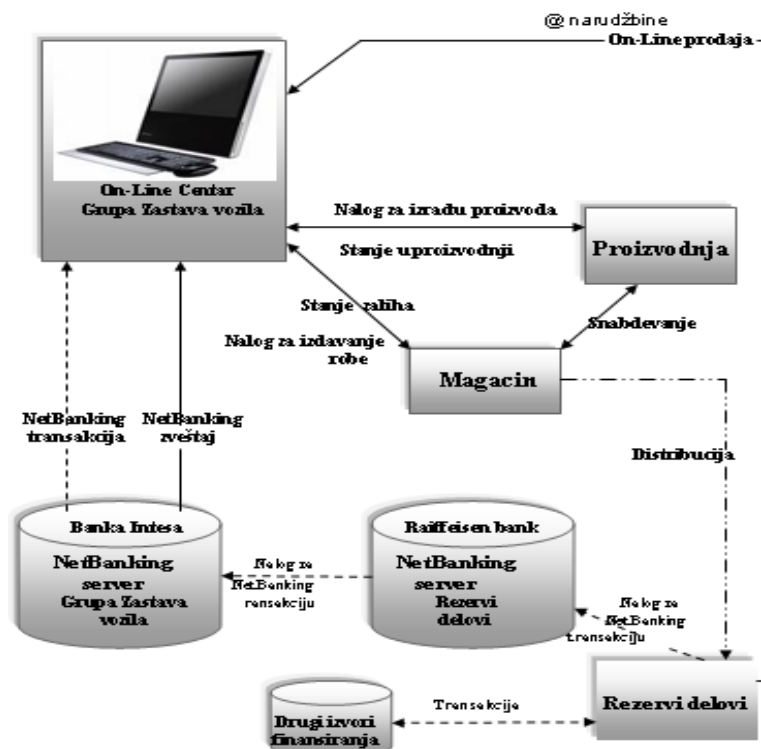 @narudžbine
On-Line prodaja
On-Line Centar
Grupa Zastava vozila
Nalog za izradu proizvoda
Stanje u proizvodnji
Proizvodnja
Stanje zaliha
Nalog za izdavanje
robe
Snabdevanje
Magacin
NetBanking
transakcija
NetBanking
zveštaj
Distribucija
Banka Intesa
NetBanking
server
Grupa Zastava
vozila
Nalog za
NetBanking
ransakciju
Raiffeisen bank
NetBanking
server
Rezervi
delovi
Nalog za
NetBanking
transakciju
Rezervi delovi
Transakcije
Drugi izvori
finansiranja